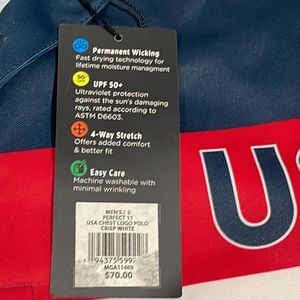 Permanent Wicking
Fast drying technology for
lifetime moisture managment
50+
UPF 50+
Ultraviolet protection
against the sun's damaging
rays, rated according to
ASTM D6603.
4-Way Stretch
Offers added comfort
& better fit
Easy Care
Machine washable with
minimal wrinkling
MEN'S / S
PERFECT 11
USA CHEST LOGO POLO
CRISP WHITE
MGA11409
$70.00
US